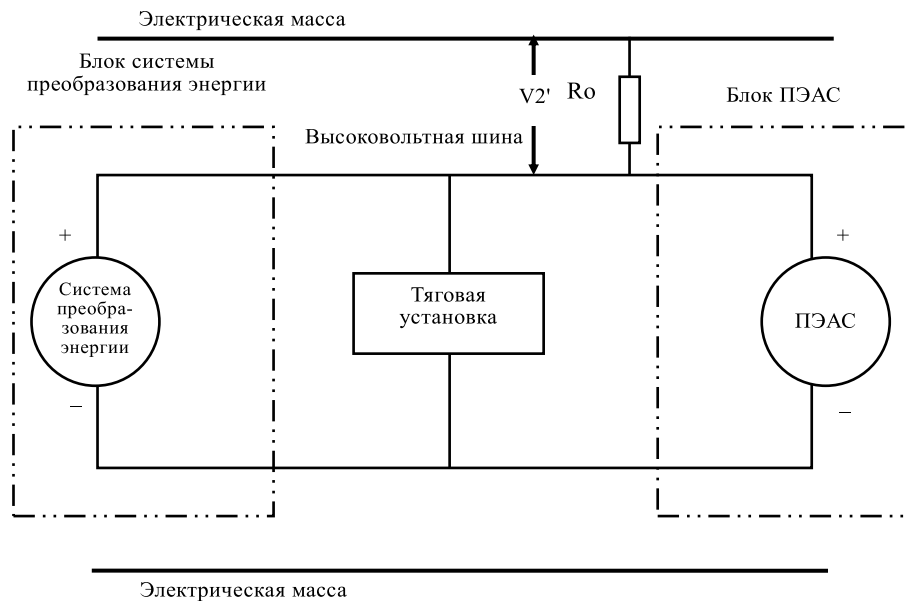 Электрическая масса
Блок системы
преобразования энергии
V2'
Ro
Блок ПЭАС
Высоковольтная шина
+
+
Система
преобра-
зования
энергии
Тяговая
установка
ПЭАС
–
–
Электрическая масса